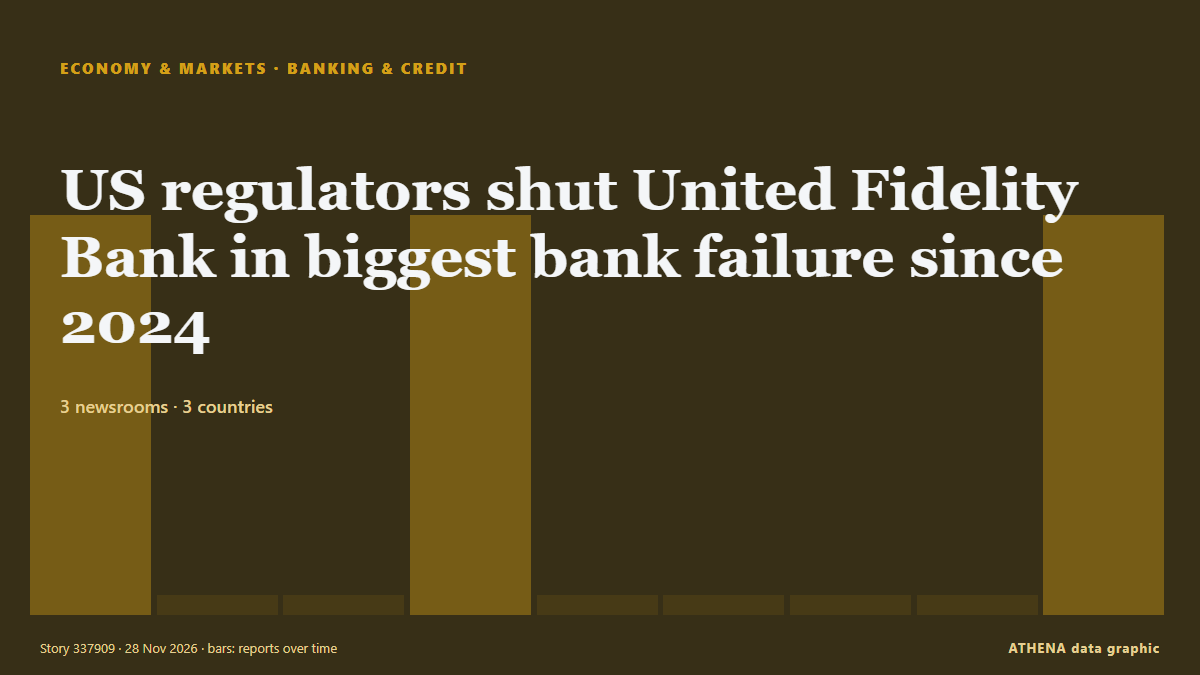 ECONOMY & MARKETS · BANKING & CREDIT
US regulators shut United Fidelity
Bank in biggest bank failure since
2024
3 newsrooms · 3 countries
Story 337909 · 28 Nov 2026 · bars: reports over time
ATHENA data graphic